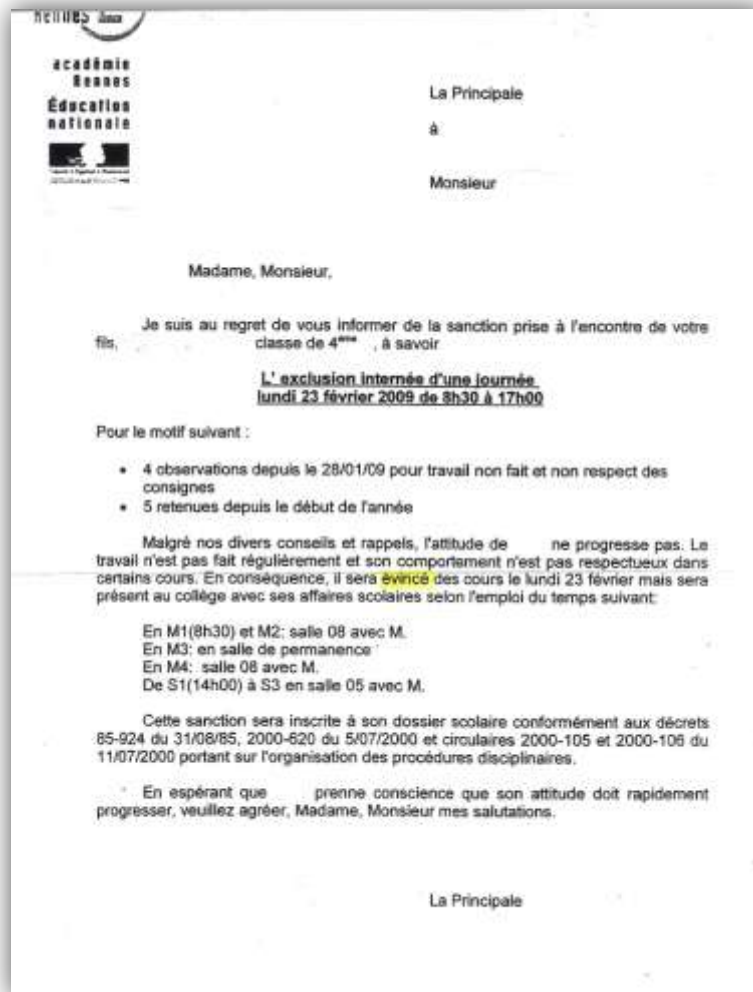 académie
Rennes
Éducation
nationale
La Principale
à
Monsieur
Madame, Monsieur,
Je suis au regret de vous informer de la sanction prise à l'encontre de votre
fils, classe de 4ème , à savoir
L' exclusion internée d'une journée
lundi 23 février 2009 de 8h30 à 17h00
Pour le motif suivant :
• 4 observations depuis le 28/01/09 pour travail non fait et non respect des
consignes
• 5 retenues depuis le début de l'année
Malgré nos divers conseils et rappels, l'attitude de ne progresse pas. Le
travail n'est pas fait régulièrement et son comportement n'est pas respectueux dans
certains cours. En conséquence, il sera évincé des cours le lundi 23 février mais sera
présent au collège avec ses affaires scolaires selon l'emploi du temps suivant:
En M1(8h30) et M2: salle 08 avec M.
En M3: en salle de permanence
En M4: salle 08 avec M.
De S1(14h00) à S3 en salle 05 avec M.
Cette sanction sera inscrite à son dossier scolaire conformément aux décrets
85-924 du 31/08/85, 2000-620 du 5/07/2000 et circulaires 2000-105 et 2000-106 du
11/07/2000 portant sur l'organisation des procédures disciplinaires.
En espérant que prenne conscience que son attitude doit rapidement
progresser, veuillez agréer, Madame, Monsieur mes salutations.
La Principale